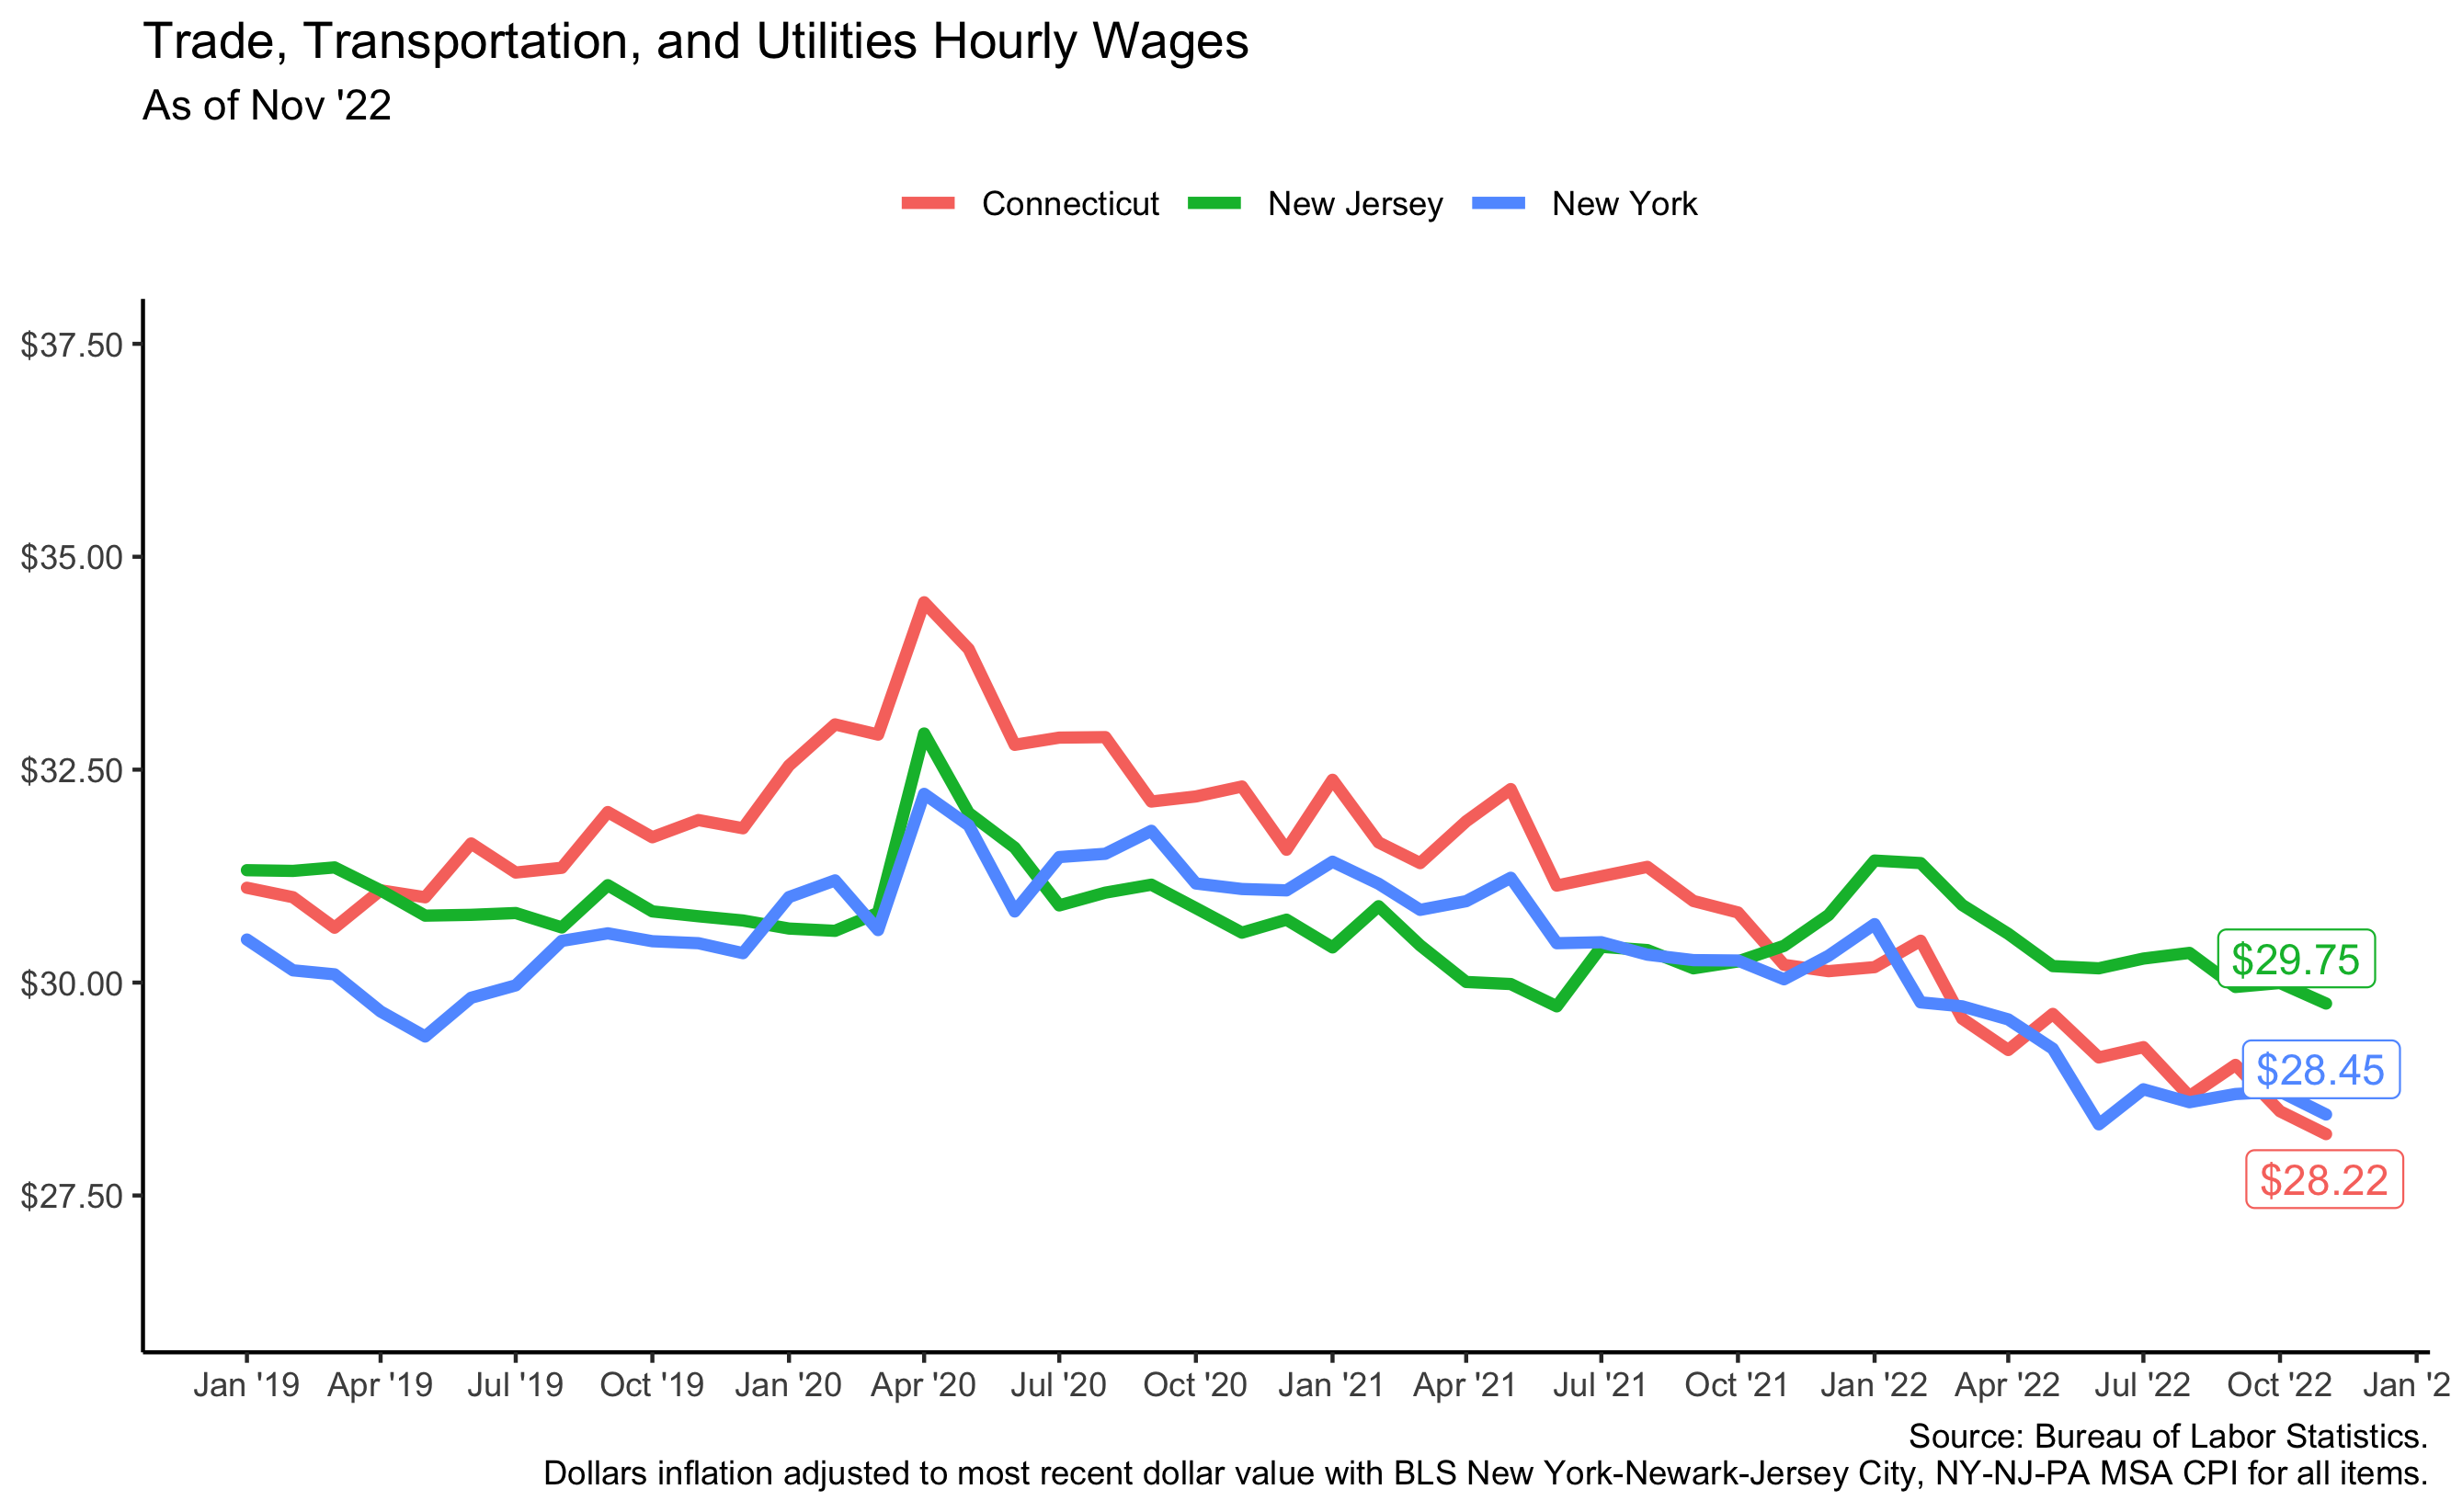 Trade, Transportation, and Utilities Hourly Wages
As of Nov '22
Connecticut New Jersey New York
$37.50
$35.00
$32.50
$30.00
$27.50
$29.75
$28.45
$28.22
Jan '19 Apr '19 Jul '19 Oct '19 Jan '20 Apr '20 Jul '20 Oct '20 Jan '21 Apr '21 Jul '21 Oct '21 Jan '22 Apr '22 Jul '22 Oct '22 Jan '2
Source: Bureau of Labor Statistics.
Dollars inflation adjusted to most recent dollar value with BLS New York-Newark-Jersey City, NY-NJ-PA MSA CPI for all items.